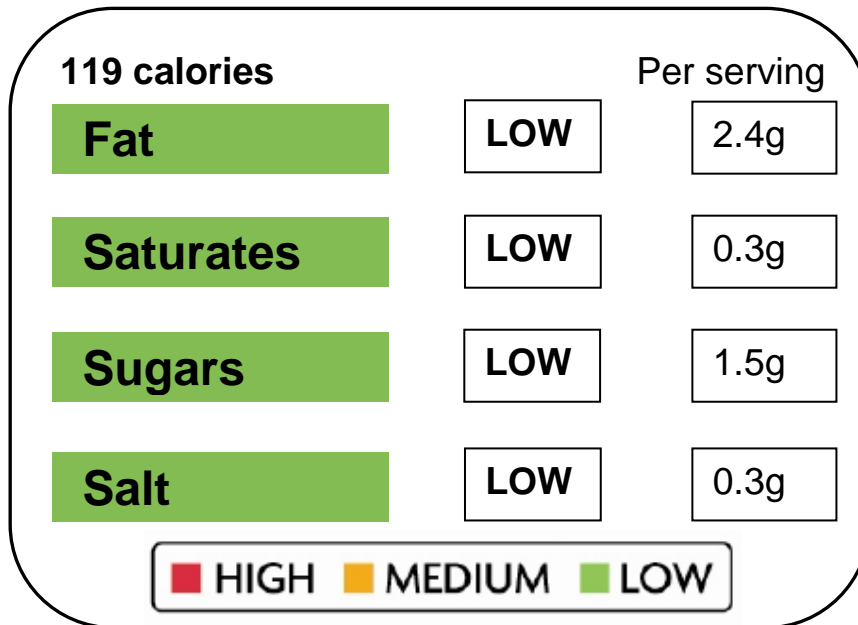 119 calories Per serving
Fat LOW 2.4g
Saturates LOW 0.3g
Sugars LOW 1.5g
Salt LOW 0.3g
HIGH MEDIUM LOW